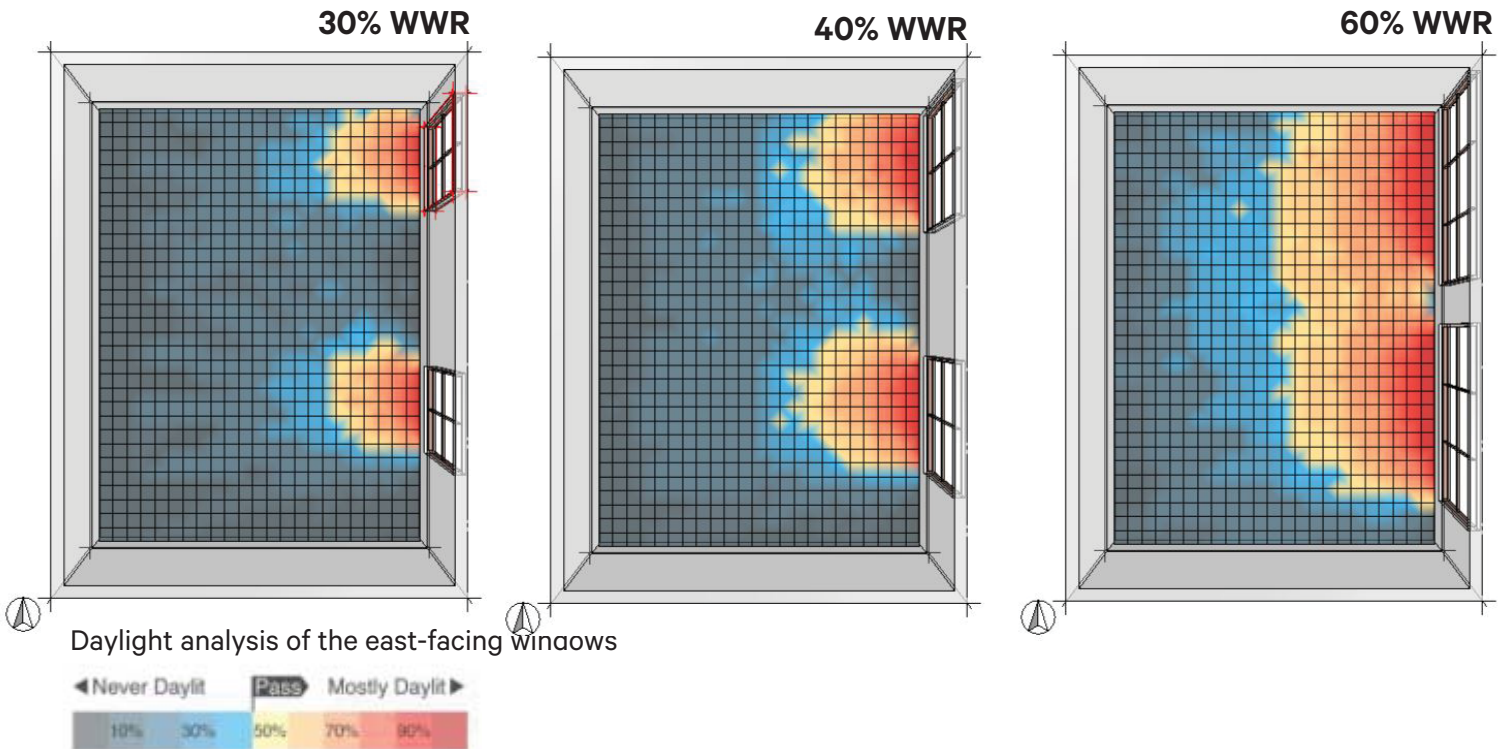 30% WWR
40% WWR
60% WWR
Daylight analysis of the east-facing windows
◀Never Daylit Pass Mostly Daylit▶
10% 30% 50% 70% 90%